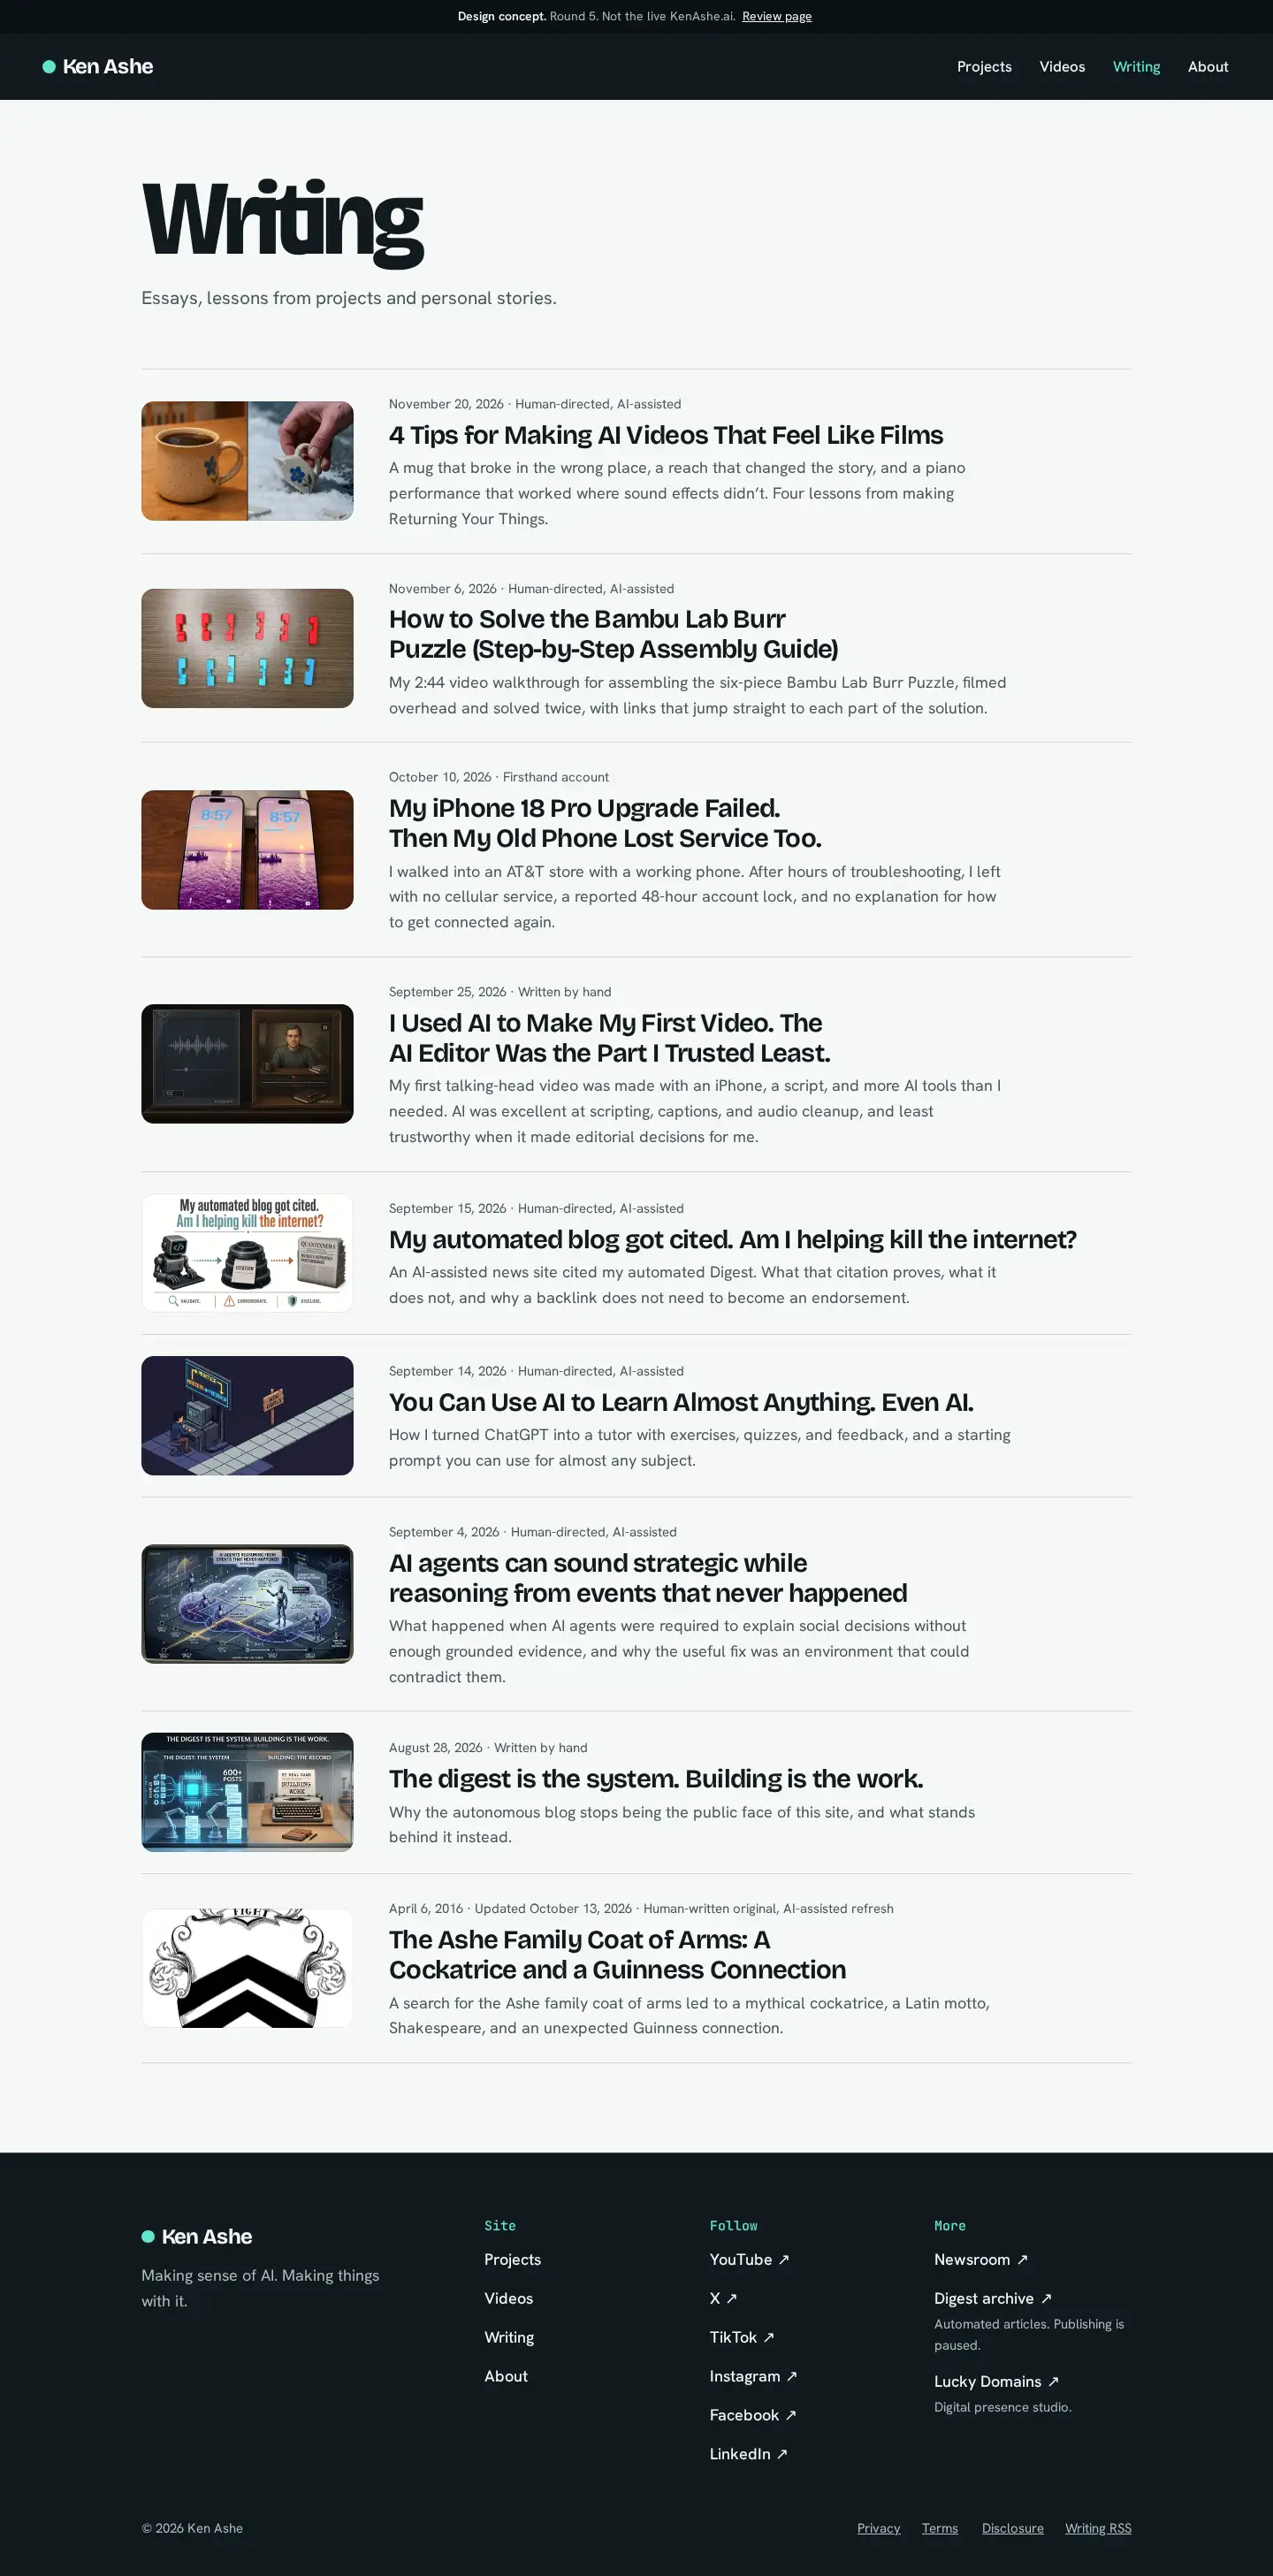 Design concept. Round 5. Not the live KenAshe.ai. Review page
Ken Ashe
Projects Videos Writing About
Writing
Essays, lessons from projects and personal stories.
November 20, 2026 · Human-directed, AI-assisted
4 Tips for Making AI Videos That Feel Like Films
A mug that broke in the wrong place, a reach that changed the story, and a piano
performance that worked where sound effects didn’t. Four lessons from making
Returning Your Things.
November 6, 2026 · Human-directed, AI-assisted
How to Solve the Bambu Lab Burr
Puzzle (Step-by-Step Assembly Guide)
My 2:44 video walkthrough for assembling the six-piece Bambu Lab Burr Puzzle, filmed
overhead and solved twice, with links that jump straight to each part of the solution.
8:57 8:57
October 10, 2026 · Firsthand account
My iPhone 18 Pro Upgrade Failed.
Then My Old Phone Lost Service Too.
I walked into an AT&T store with a working phone. After hours of troubleshooting, I left
with no cellular service, a reported 48-hour account lock, and no explanation for how
to get connected again.
September 25, 2026 · Written by hand
I Used AI to Make My First Video. The
AI Editor Was the Part I Trusted Least.
My first talking-head video was made with an iPhone, a script, and more AI tools than I
needed. AI was excellent at scripting, captions, and audio cleanup, and least
trustworthy when it made editorial decisions for me.
My automated blog got cited.
Am I helping kill the internet?
CITATION
QUANTENNEMA
VALIDATE. CORROBORATE. DISCLOSE.
September 15, 2026 · Human-directed, AI-assisted
My automated blog got cited. Am I helping kill the internet?
An AI-assisted news site cited my automated Digest. What that citation proves, what it
does not, and why a backlink does not need to become an endorsement.
September 14, 2026 · Human-directed, AI-assisted
You Can Use AI to Learn Almost Anything. Even AI.
How I turned ChatGPT into a tutor with exercises, quizzes, and feedback, and a starting
prompt you can use for almost any subject.
AI AGENTS REASONING FROM
EVENTS THAT NEVER HAPPENED
September 4, 2026 · Human-directed, AI-assisted
AI agents can sound strategic while
reasoning from events that never happened
What happened when AI agents were required to explain social decisions without
enough grounded evidence, and why the useful fix was an environment that could
contradict them.
THE DIGEST IS THE SYSTEM. BUILDING IS THE WORK.
THE DIGEST: THE SYSTEM BUILDING: THE RECORD
600+
POSTS
BUILDING
WORK
August 28, 2026 · Written by hand
The digest is the system. Building is the work.
Why the autonomous blog stops being the public face of this site, and what stands
behind it instead.
FIGHT
April 6, 2016 · Updated October 13, 2026 · Human-written original, AI-assisted refresh
The Ashe Family Coat of Arms: A
Cockatrice and a Guinness Connection
A search for the Ashe family coat of arms led to a mythical cockatrice, a Latin motto,
Shakespeare, and an unexpected Guinness connection.
Ken Ashe
Making sense of AI. Making things
with it.
Site
Projects
Videos
Writing
About
Follow
YouTube ↗
X ↗
TikTok ↗
Instagram ↗
Facebook ↗
LinkedIn ↗
More
Newsroom ↗
Digest archive ↗
Automated articles. Publishing is
paused.
Lucky Domains ↗
Digital presence studio.
© 2026 Ken Ashe
Privacy Terms Disclosure Writing RSS